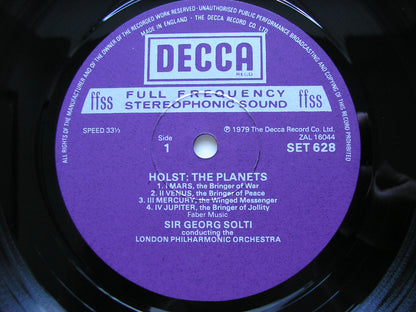 ALL RIGHTS OF THE MANUFACTURER AND OF THE OWNER OF THE RECORDED WORK RESERVED · UNAUTHORISED PUBLIC PERFORMANCE BROADCASTING AND COPYING OF THIS RECORD PROHIBITED
MADE IN ENGLAND · THE DECCA RECORD CO LTD.
DECCA
ffss FULL FREQUENCY ffss
STEREOPHONIC SOUND
SPEED 33⅓
Side
1
Ⓟ 1979 The Decca Record Co Ltd.
ZAL 16044
SET 628
HOLST: THE PLANETS
1. I MARS, the Bringer of War
2. II VENUS, the Bringer of Peace
3. III MERCURY, the Winged Messenger
4. IV JUPITER, the Bringer of Jollity
Faber Music
SIR GEORG SOLTI
conducting the
LONDON PHILHARMONIC ORCHESTRA